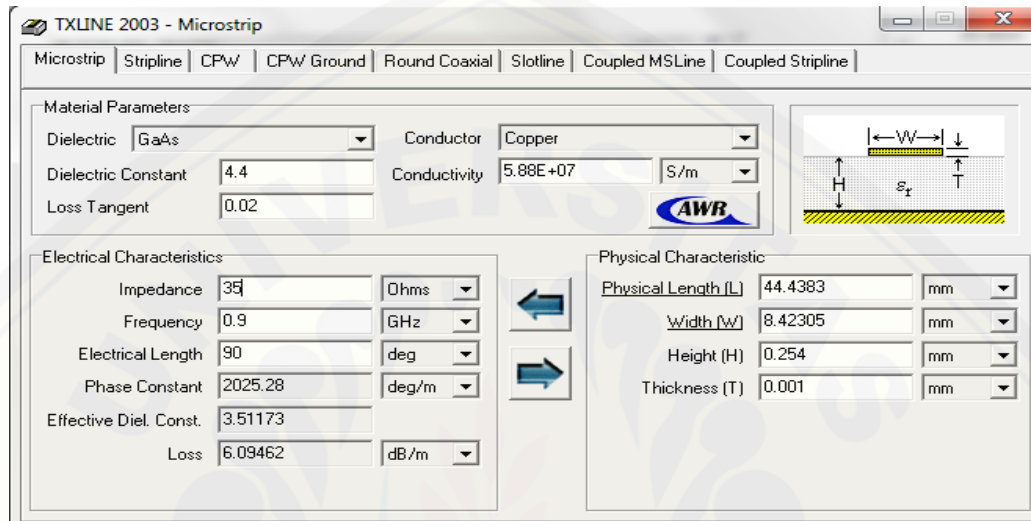 TXLINE 2003 - Microstrip
Microstrip Stripline CPW CPW Ground Round Coaxial Slotline Coupled MSLine Coupled Stripline
Material Parameters
Dielectric GaAs Conductor Copper
Dielectric Constant 4.4 Conductivity 5.88E+07 S/m
Loss Tangent 0.02 AWR
W
H εr T
Electrical Characteristics
Impedance 35 Ohms
Frequency 0.9 GHz
Electrical Length 90 deg
Phase Constant 2025.28 deg/m
Effective Diel. Const. 3.51173
Loss 6.09462 dB/m
Physical Characteristic
Physical Length (L) 44.4383 mm
Width (W) 8.42305 mm
Height (H) 0.254 mm
Thickness (T) 0.001 mm